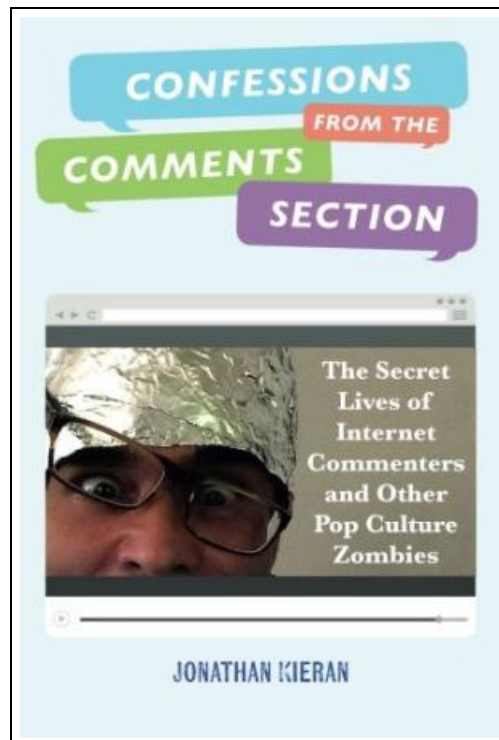 CONFESSIONS
FROM THE
COMMENTS
SECTION
The Secret
Lives of
Internet
Commenters
and Other
Pop Culture
Zombies
JONATHAN KIERAN